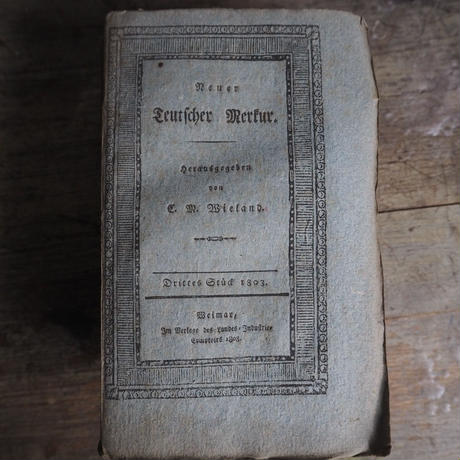 Neuer
Teutscher Merkur.
Herausgegeben
von
C. M. Wieland.
Drittes Stück 1803.
Weimar,
Im Verlage des Landes-Industrie-
Comptoirs 1803.